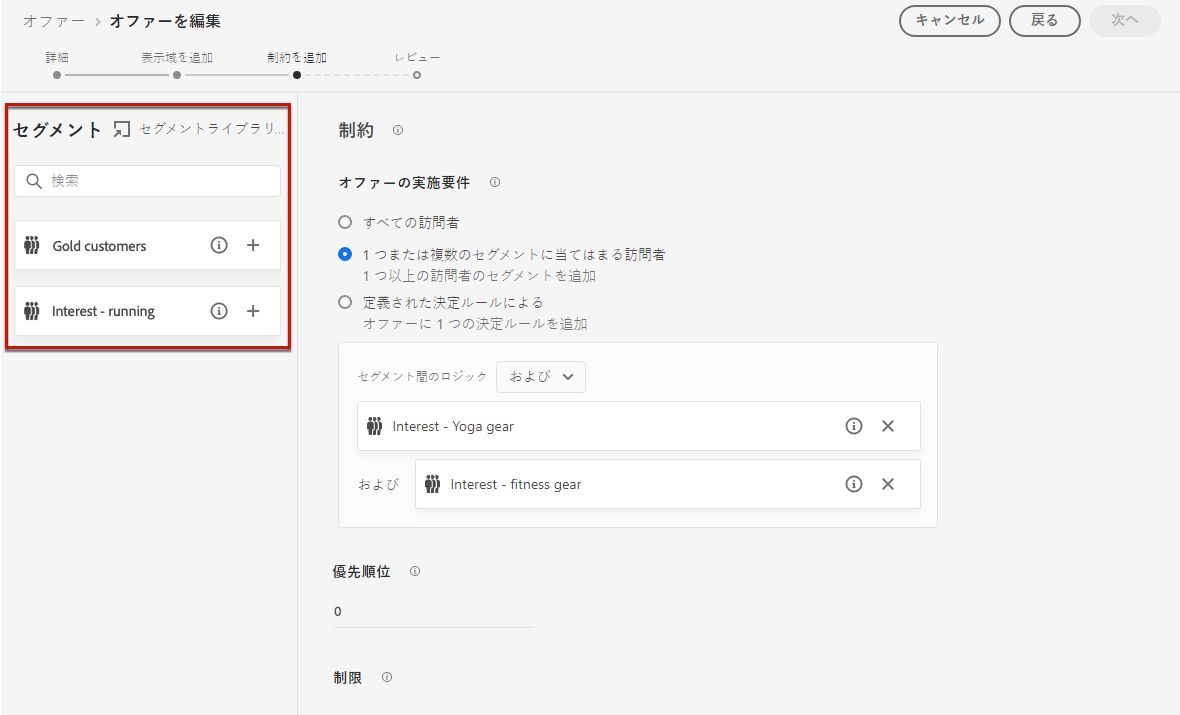 オファー › オファーを編集
キャンセル 戻る 次へ
詳細 表示域を追加 制約を追加 レビュー
セグメント セグメントライブラリ...
検索
Gold customers
Interest - running
制約
オファーの実施要件
すべての訪問者
1 つまたは複数のセグメントに当てはまる訪問者
1 つ以上の訪問者のセグメントを追加
定義された決定ルールによる
オファーに 1 つの決定ルールを追加
セグメント間のロジック および
Interest - Yoga gear
および Interest - fitness gear
優先順位
0
制限